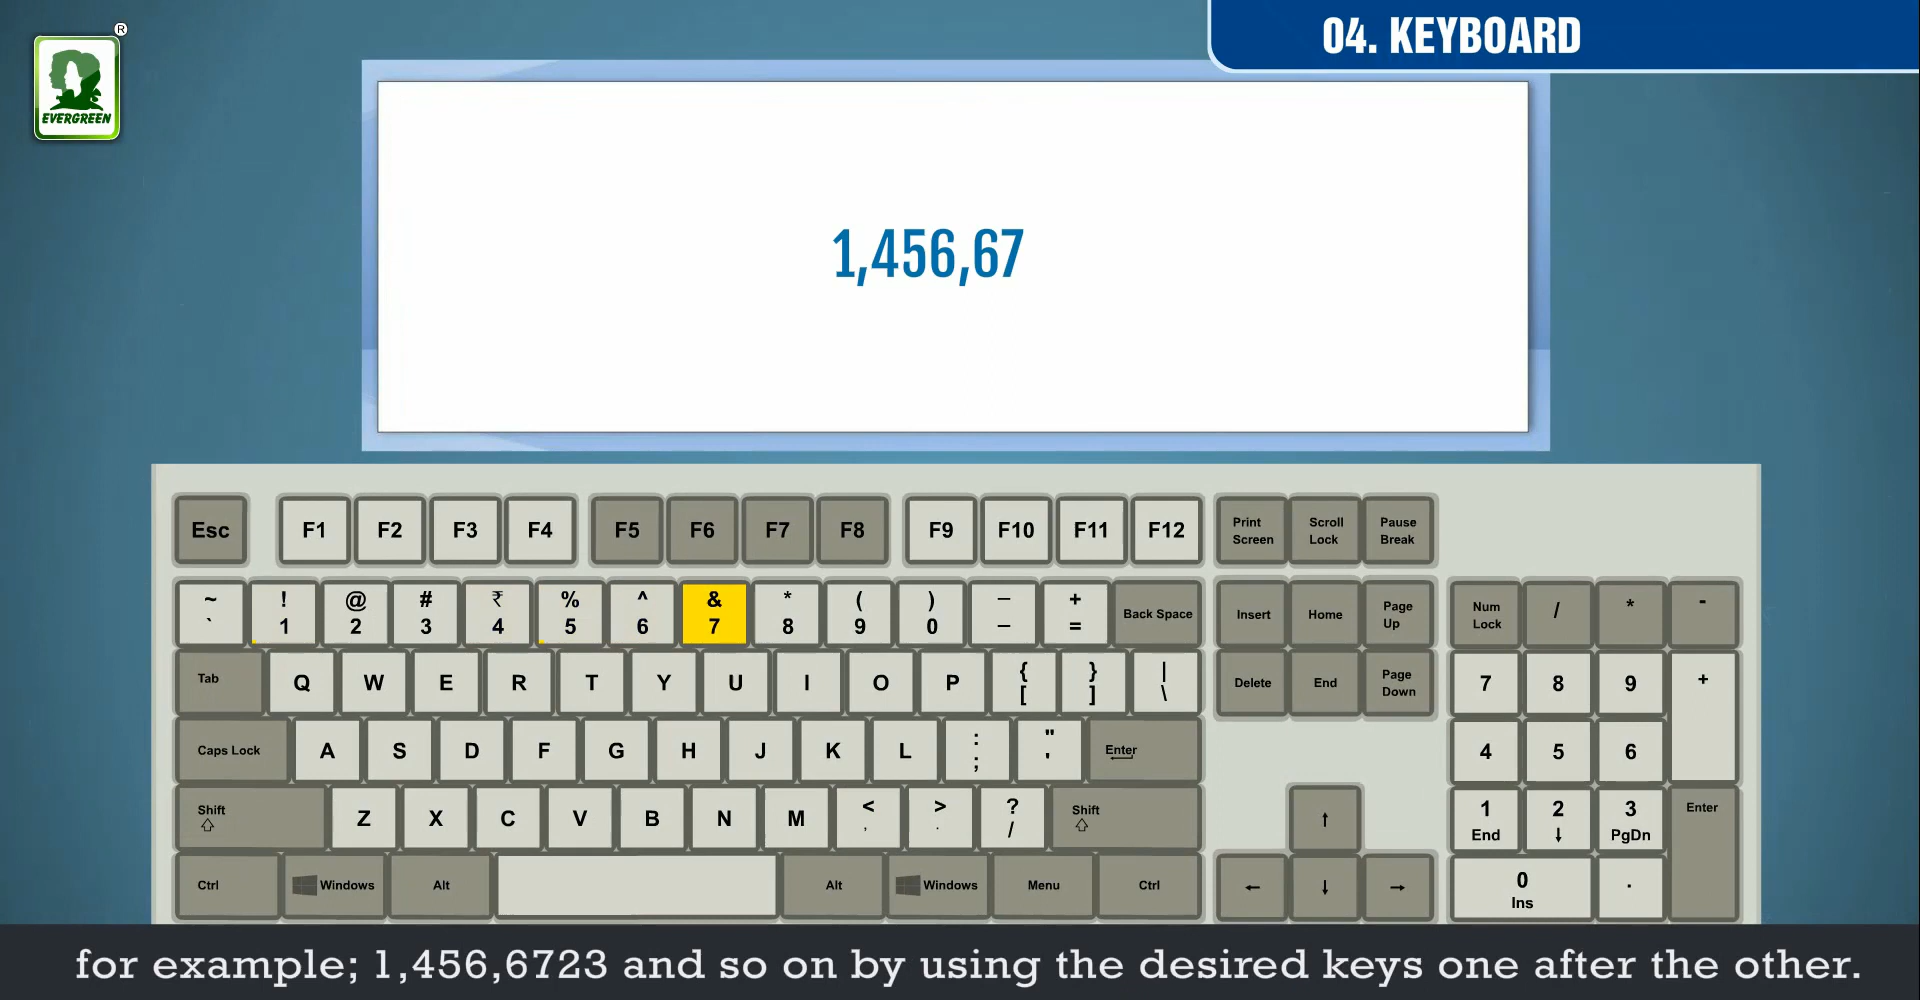 ®
EVERGREEN
04. KEYBOARD
1,456,67
Esc F1 F2 F3 F4 F5 F6 F7 F8 F9 F10 F11 F12 Print Screen Scroll Lock Pause Break
~ ` ! 1 @ 2 # 3 ₹ 4 % 5 ^ 6 & 7 * 8 ( 9 ) 0 – – + = Back Space Insert Home Page Up Num Lock / * -
Tab Q W E R T Y U I O P { [ } ] | \ Delete End Page Down 7 8 9 +
Caps Lock A S D F G H J K L : ; " ' Enter 4 5 6
Shift Z X C V B N M < , > . ? / Shift ↑ 1 End 2 ↓ 3 PgDn Enter
Ctrl Windows Alt Alt Windows Menu Ctrl ← ↓ → 0 Ins .
for example; 1,456,6723 and so on by using the desired keys one after the other.